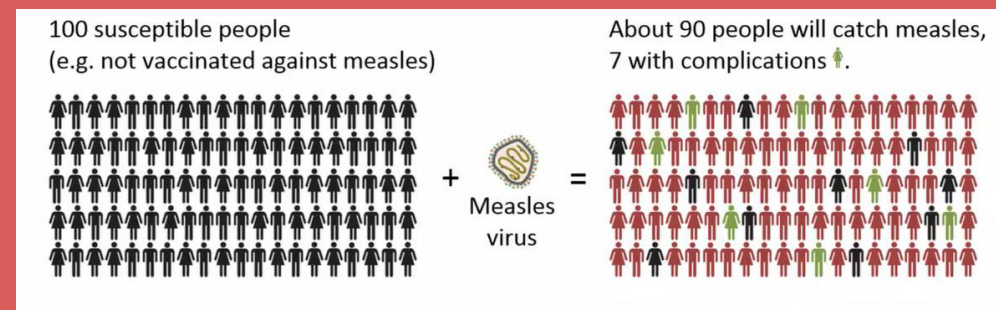 100 susceptible people
(e.g. not vaccinated against measles)
+
Measles
virus
=
About 90 people will catch measles,
7 with complications .